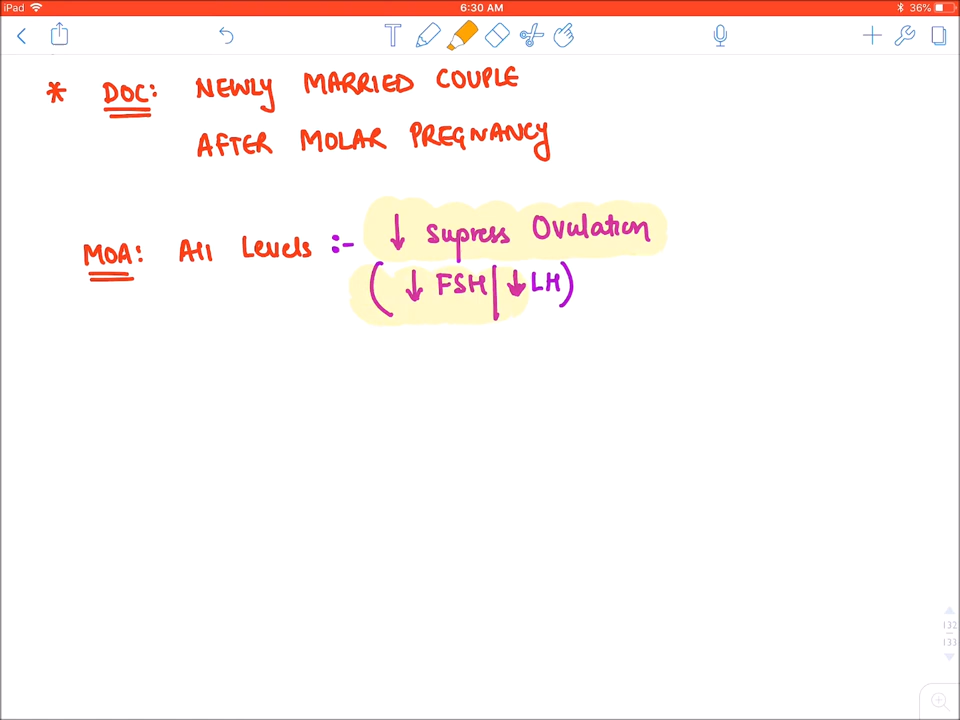 iPad 6:30 AM 36%
T
* DOC: NEWLY MARRIED COUPLE
AFTER MOLAR PREGNANCY
MOA: All Levels :- ↓ Supress Ovulation
( ↓ FSH | ↓ LH )
132
133